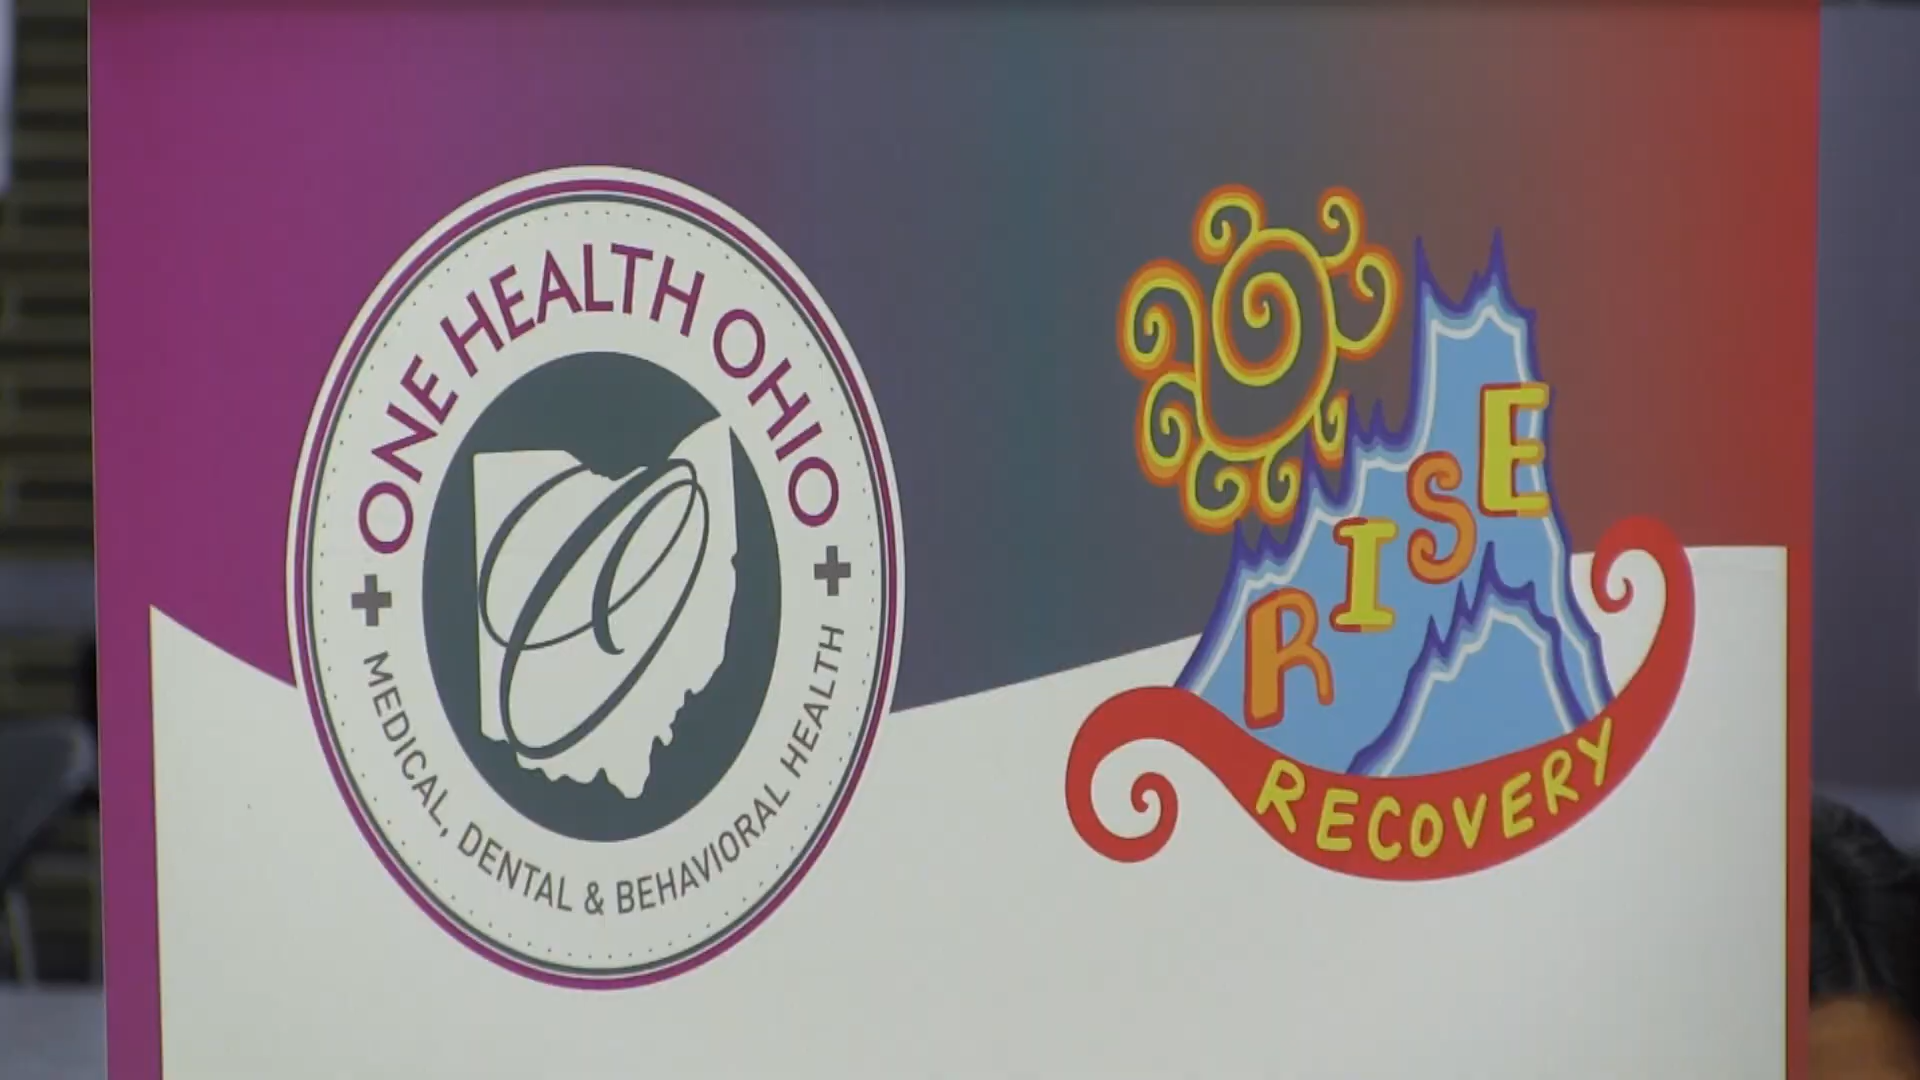 ONE HEALTH OHIO
MEDICAL, DENTAL & BEHAVIORAL HEALTH
RISE
RECOVERY